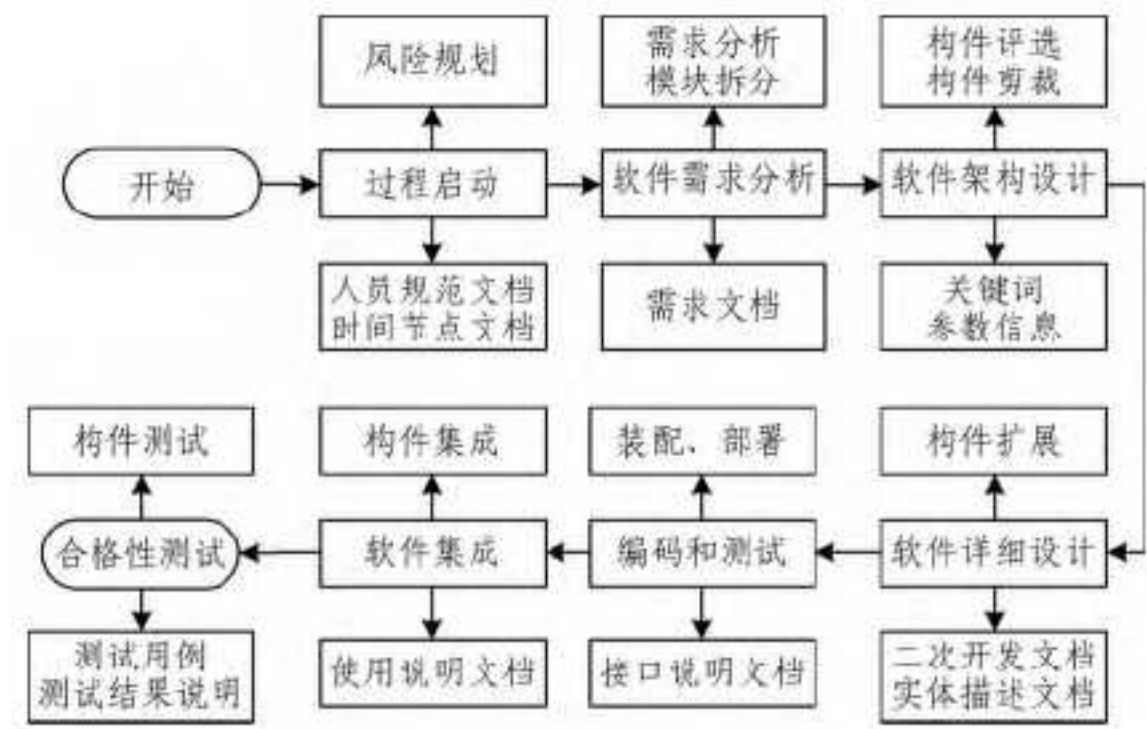 风险规划
需求分析
模块拆分
构件评选
构件剪裁
开始
过程启动
软件需求分析
软件架构设计
人员规范文档
时间节点文档
需求文档
关键词
参数信息
构件测试
构件集成
装配、部署
构件扩展
合格性测试
软件集成
编码和测试
软件详细设计
测试用例
测试结果说明
使用说明文档
接口说明文档
二次开发文档
实体描述文档